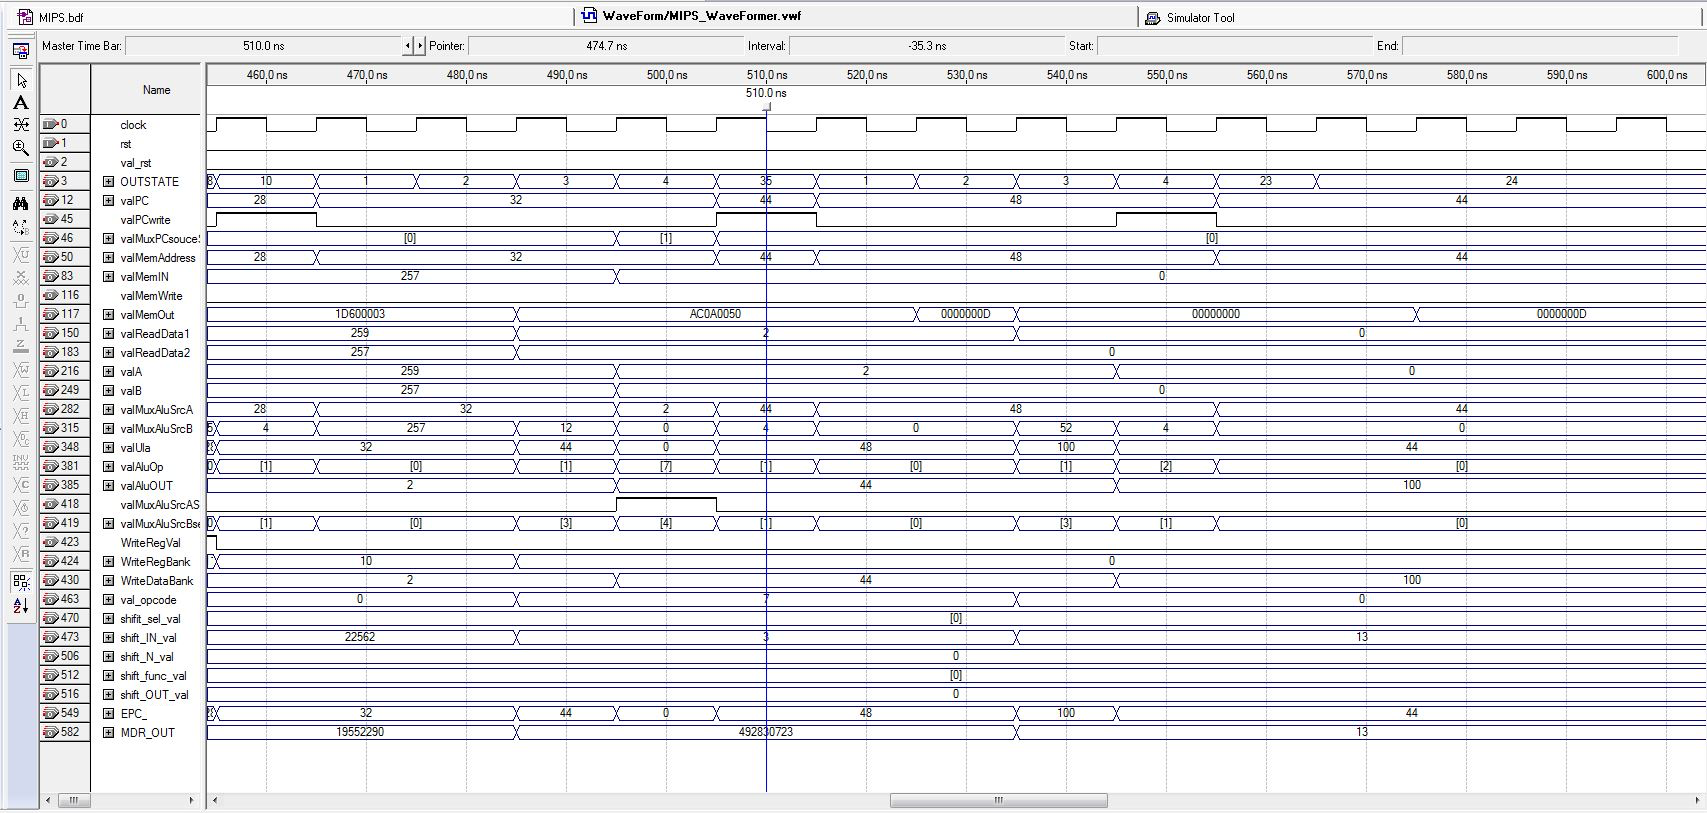 MIPS.bdf WaveForm/MIPS_WaveFormer.vwf Simulator Tool
Master Time Bar: 510.0 ns Pointer: 474.7 ns Interval: -35.3 ns Start: End:
Name 460.0 ns 470.0 ns 480.0 ns 490.0 ns 500.0 ns 510.0 ns 520.0 ns 530.0 ns 540.0 ns 550.0 ns 560.0 ns 570.0 ns 580.0 ns 590.0 ns 600.0 ns
510.0 ns
0 clock
1 rst
2 val_rst
3 OUTSTATE 10 1 2 3 4 35 1 2 3 4 23 24
12 valPC 28 32 44 48 44
45 valPCwrite
46 valMuxPCsouceS [0] [1] [0]
50 valMemAddress 28 32 44 48 44
83 valMemIN 257 0
116 valMemWrite
117 valMemOut 1D600003 AC0A0050 0000000D 00000000 0000000D
150 valReadData1 259 2 0
183 valReadData2 257 0
216 valA 259 2 0
249 valB 257 0
282 valMuxAluSrcA 28 32 2 44 48 44
315 valMuxAluSrcB 4 257 12 0 4 0 52 4 0
348 valUla 32 44 0 48 100 44
381 valAluOp [1] [0] [1] [7] [1] [0] [1] [2] [0]
385 valAluOUT 2 44 100
418 valMuxAluSrcAS
419 valMuxAluSrcBse [1] [0] [3] [4] [1] [0] [3] [1] [0]
423 WriteRegVal
424 WriteRegBank 10 0
430 WriteDataBank 2 44 100
463 val_opcode 0 7 0
470 shifit_sel_val [0]
473 shift_IN_val 22562 3 13
506 shift_N_val 0
512 shift_func_val [0]
516 shift_OUT_val 0
549 EPC_ 32 44 0 48 100 44
582 MDR_OUT 19552290 492830723 13